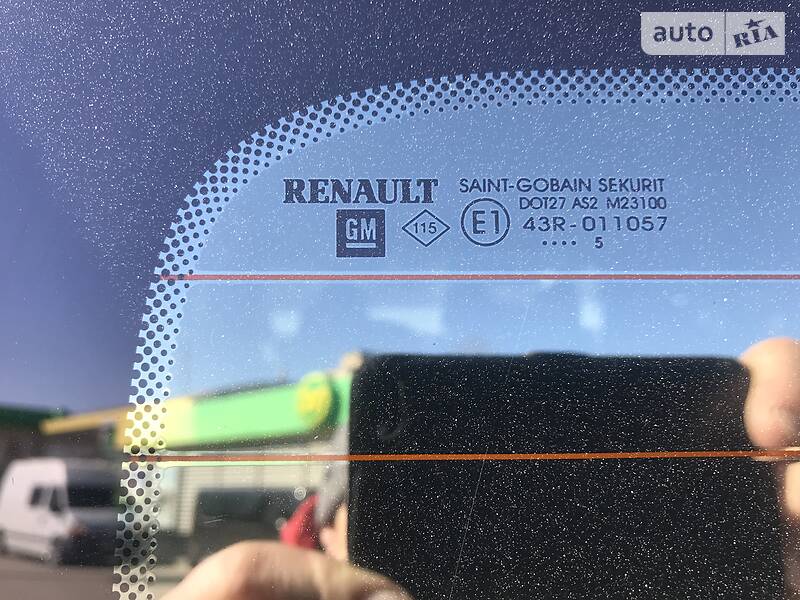 auto RIA
RENAULT
GM
115
SAINT-GOBAIN SEKURIT
DOT27 AS2 M23100
E1
43R-011057
.... 5